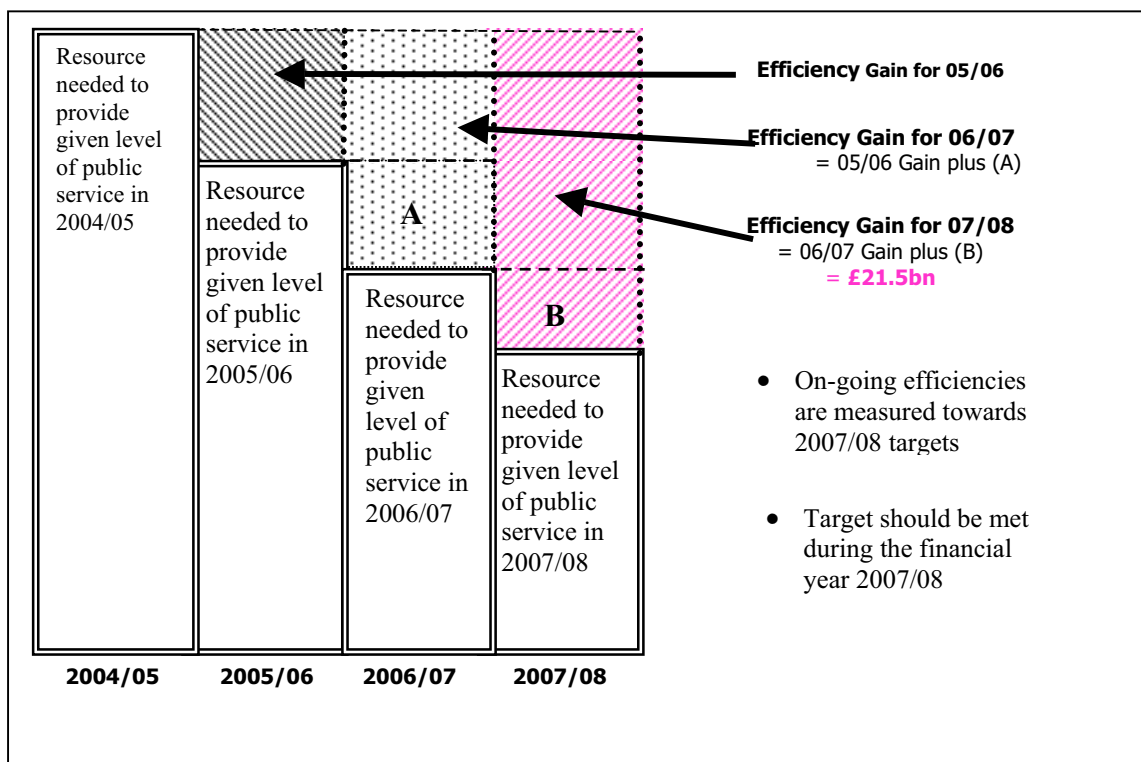 Resource
needed to
provide
given level
of public
service in
2004/05
Resource
needed to
provide
given level
of public
service in
2005/06
A
Resource
needed to
provide
given
level of
public
service in
2006/07
B
Resource
needed to
provide
given level
of public
service in
2007/08
2004/05
2005/06
2006/07
2007/08
Efficiency Gain for 05/06
Efficiency Gain for 06/07
= 05/06 Gain plus (A)
Efficiency Gain for 07/08
= 06/07 Gain plus (B)
= £21.5bn
• On-going efficiencies
are measured towards
2007/08 targets
• Target should be met
during the financial
year 2007/08